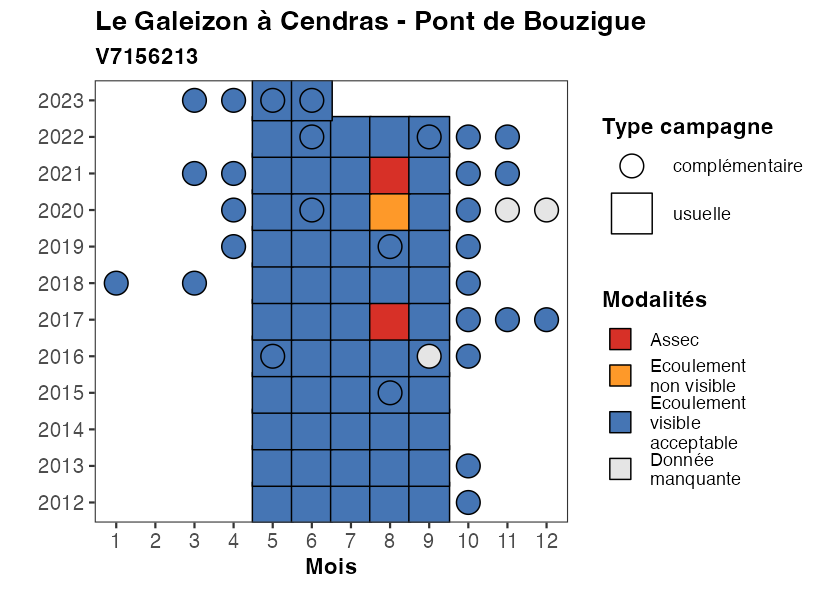 Le Galeizon à Cendras - Pont de Bouzigue
V7156213
2023
2022
2021
2020
2019
2018
2017
2016
2015
2014
2013
2012
1 2 3 4 5 6 7 8 9 10 11 12
Mois
Type campagne
complémentaire
usuelle
Modalités
Assec
Ecoulement
non visible
Ecoulement
visible
acceptable
Donnée
manquante